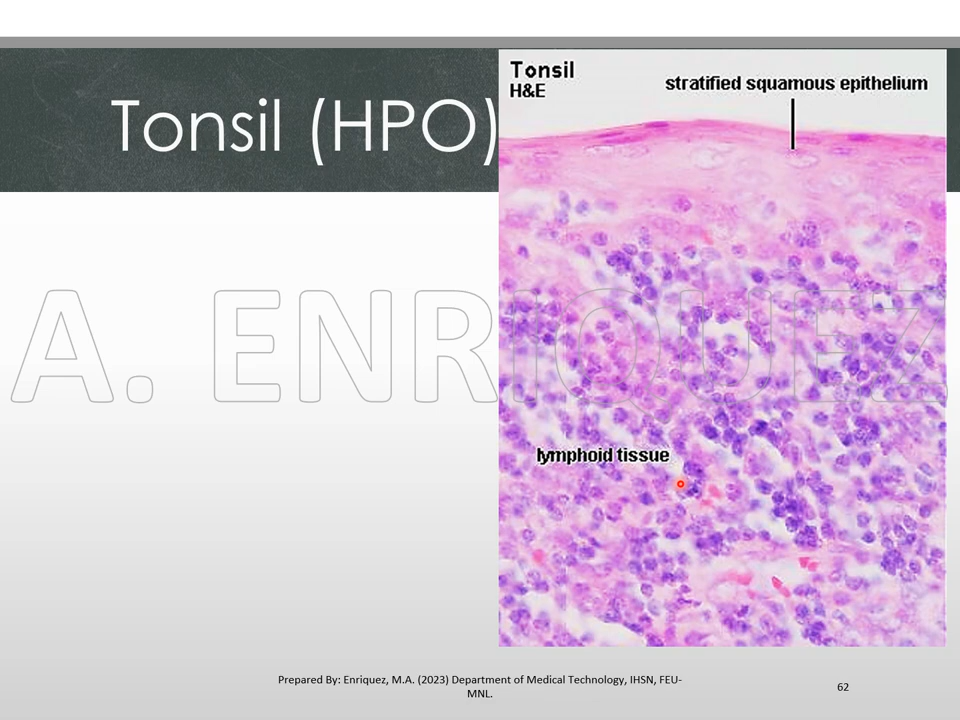 Tonsil (HPO)
Tonsil
H&E
stratified squamous epithelium
A. ENRIQUEZ
lymphoid tissue
Prepared By: Enriquez, M.A. (2023) Department of Medical Technology, IHSN, FEU-
MNL.
62